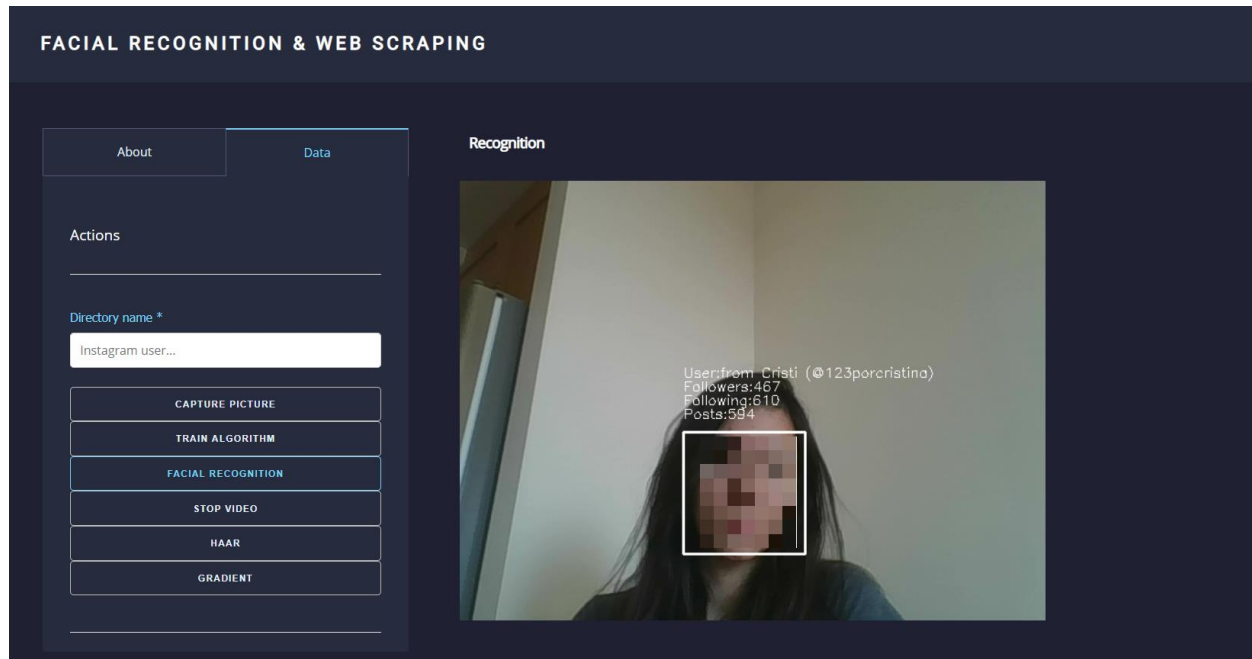 FACIAL RECOGNITION & WEB SCRAPING
About
Data
Actions
Directory name *
Instagram user...
CAPTURE PICTURE
TRAIN ALGORITHM
FACIAL RECOGNITION
STOP VIDEO
HAAR
GRADIENT
Recognition
User:from Cristi (@123porcristina)
Followers:467
Following:610
Posts:594